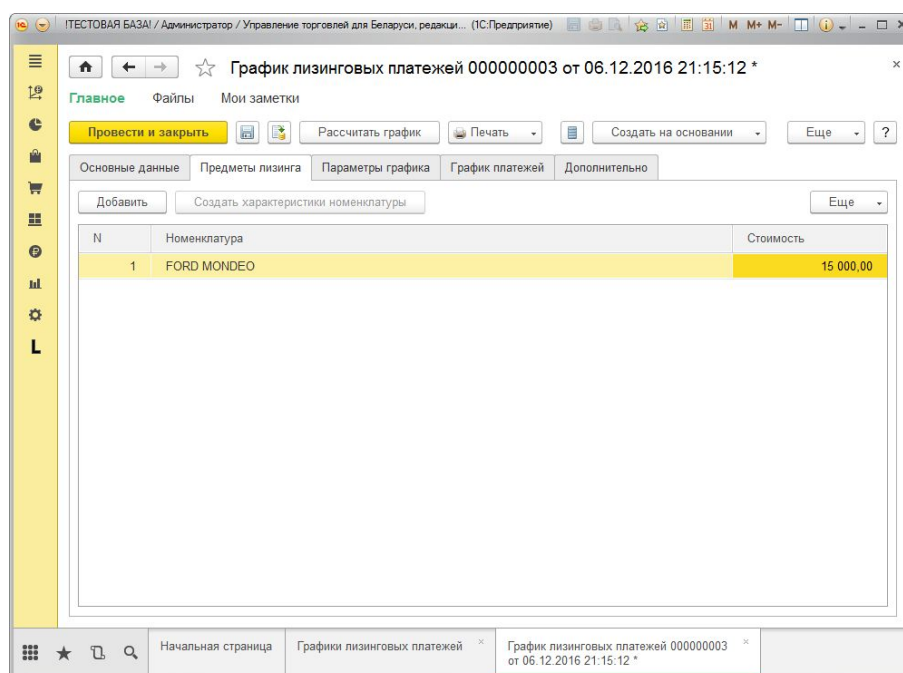 !ТЕСТОВАЯ БАЗА! / Администратор / Управление торговлей для Беларуси, редакци... (1С:Предприятие) M M+ M-
График лизинговых платежей 000000003 от 06.12.2016 21:15:12 *
Главное Файлы Мои заметки
Провести и закрыть Рассчитать график Печать Создать на основании Еще ?
Основные данные Предметы лизинга Параметры графика График платежей Дополнительно
Добавить Создать характеристики номенклатуры Еще
N Номенклатура Стоимость
1 FORD MONDEO 15 000,00
L
Начальная страница Графики лизинговых платежей График лизинговых платежей 000000003
от 06.12.2016 21:15:12 *